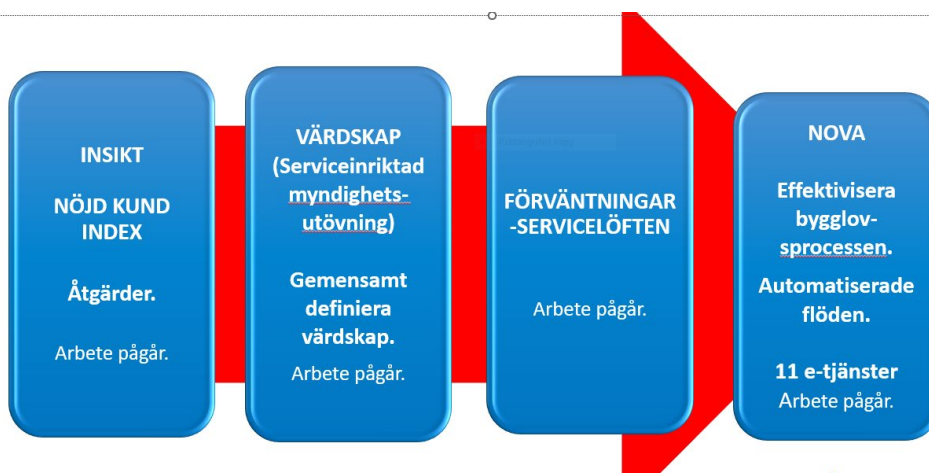 INSIKT
NÖJD KUND
INDEX
Åtgärder.
Arbete pågår.
VÄRDSKAP
(Serviceinriktad
myndighets-
utövning)
Gemensamt
definiera
värdskap.
Arbete pågår.
FÖRVÄNTNINGAR
-SERVICELÖFTEN
Arbete pågår.
NOVA
Effektivisera
bygglov-
sprocessen.
Automatiserade
flöden.
11 e-tjänster
Arbete pågår.